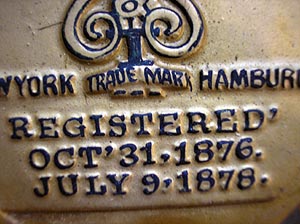 W YORK TRADE MARK HAMBUR
REGISTERED'
OCT'31,1876.
JULY 9,1878.